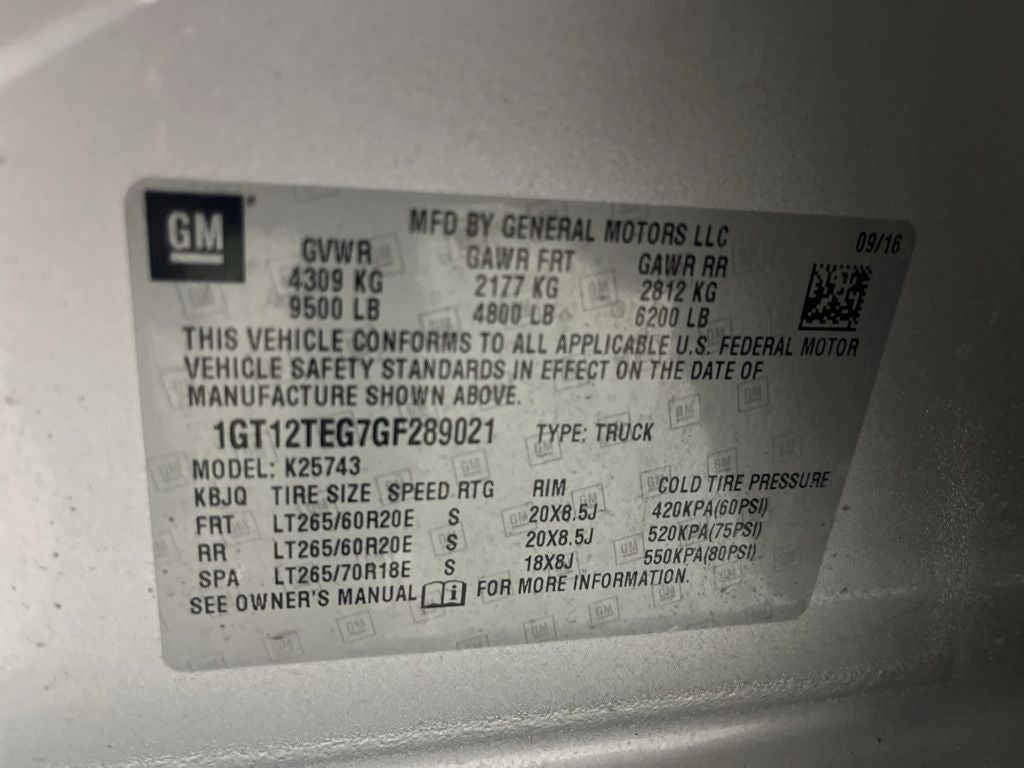 GM
MFD BY GENERAL MOTORS LLC 09/16
GVWR GAWR FRT GAWR RR
4309 KG 2177 KG 2812 KG
9500 LB 4800 LB 6200 LB
THIS VEHICLE CONFORMS TO ALL APPLICABLE U.S. FEDERAL MOTOR
VEHICLE SAFETY STANDARDS IN EFFECT ON THE DATE OF
MANUFACTURE SHOWN ABOVE.
1GT12TEG7GF289021 TYPE: TRUCK
MODEL: K25743
KBJQ TIRE SIZE SPEED RTG RIM COLD TIRE PRESSURE
FRT LT265/60R20E S 20X8.5J 420KPA(60PSI)
RR LT265/60R20E S 20X8.5J 520KPA(75PSI)
SPA LT265/70R18E S 18X8J 550KPA(80PSI)
SEE OWNER'S MANUAL i FOR MORE INFORMATION.